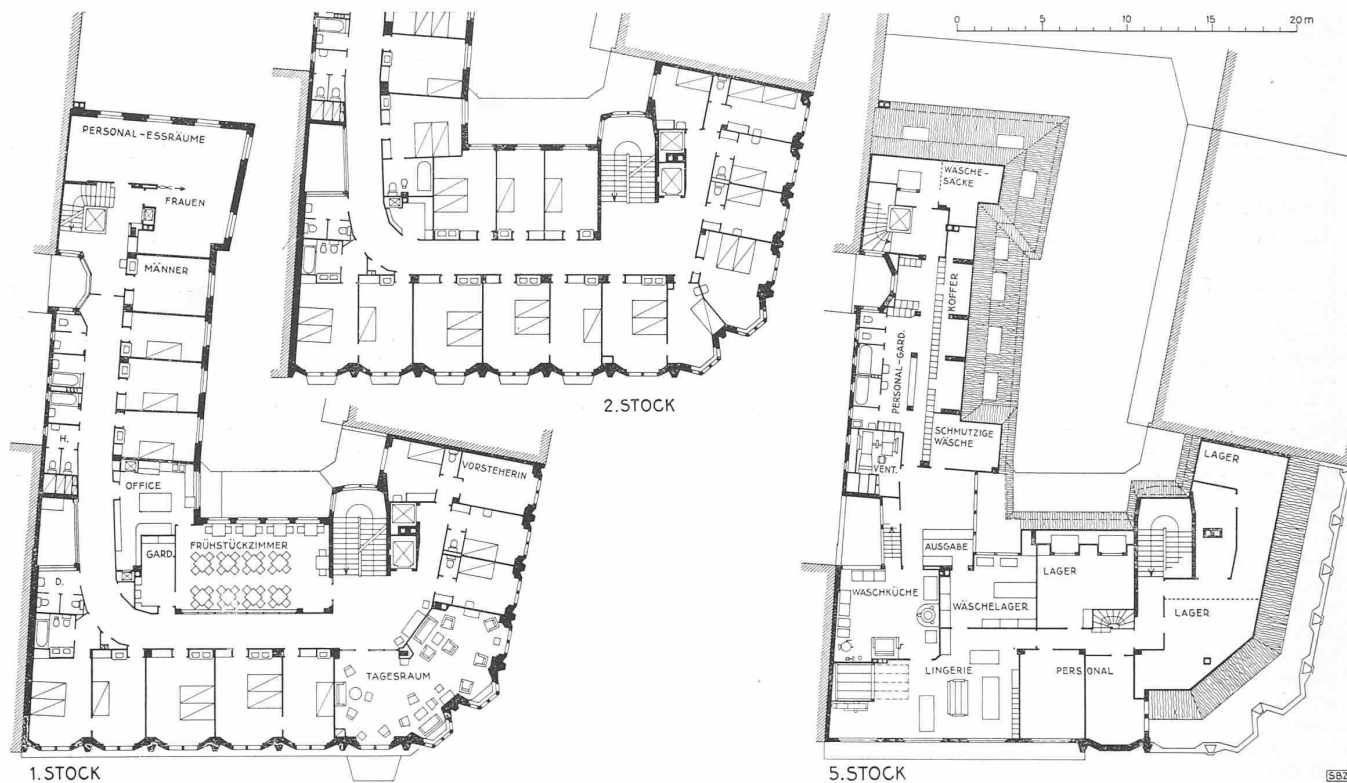 0 5 10 15 20 m
PERSONAL-ESSRÄUME
FRAUEN
MÄNNER
H.
OFFICE
GARD.
FRÜHSTÜCKZIMMER
VORSTEHERIN
D.
TAGESRAUM
1. STOCK
2. STOCK
WÄSCHE-
SÄCKE
KOFFER
PERSONAL-GARD.
SCHMUTZIGE
WÄSCHE
VENT.
LAGER
AUSGABE
LAGER
WASCHKÜCHE
WÄSCHELAGER
LAGER
LINGERIE
PERSONAL
5. STOCK
SBZ